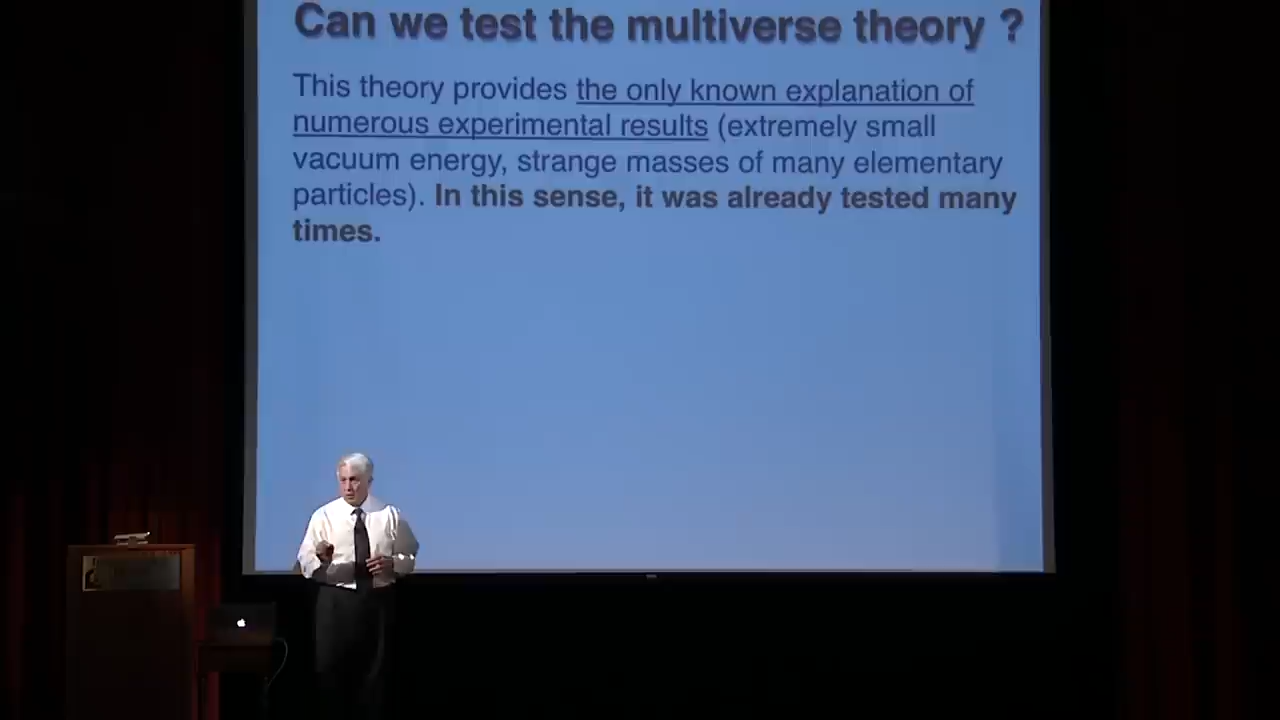 Can we test the multiverse theory ?
This theory provides the only known explanation of
numerous experimental results (extremely small
vacuum energy, strange masses of many elementary
particles). In this sense, it was already tested many
times.